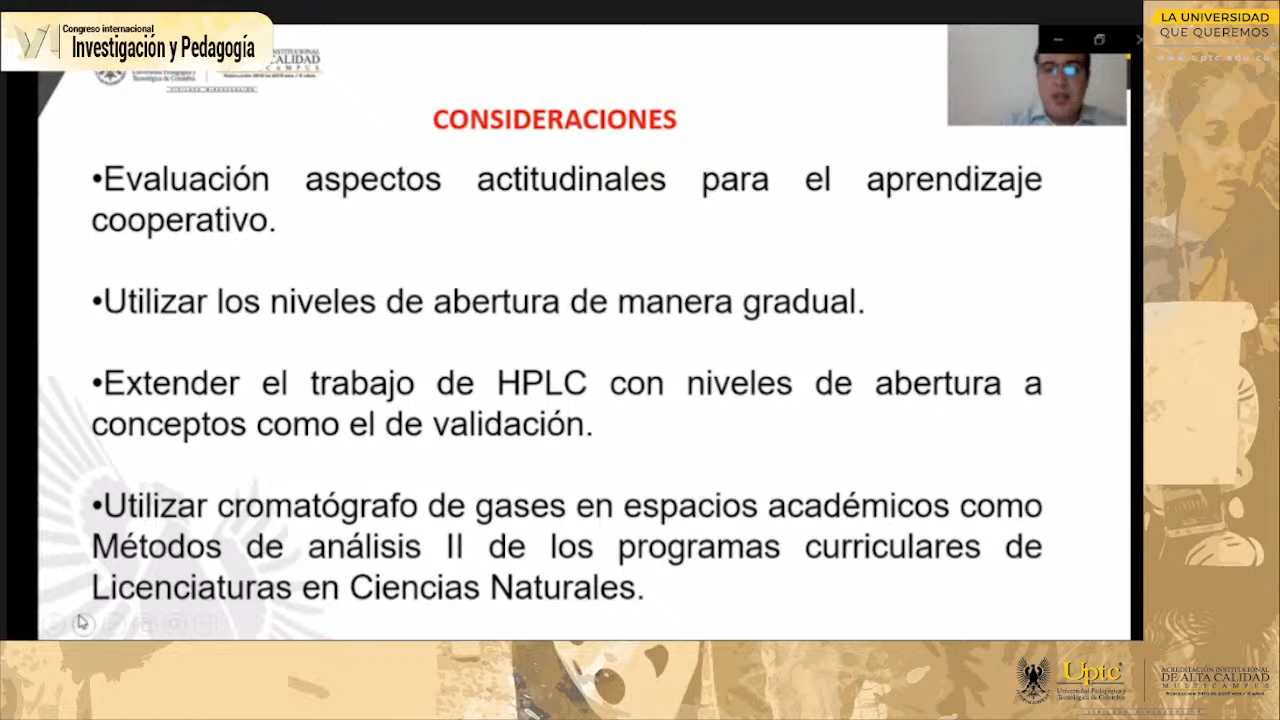 Congreso internacional
Investigación y Pedagogía
LA UNIVERSIDAD
QUE QUEREMOS
www.uptc.edu.co
CONSIDERACIONES
•Evaluación aspectos actitudinales para el aprendizaje
cooperativo.
•Utilizar los niveles de abertura de manera gradual.
•Extender el trabajo de HPLC con niveles de abertura a
conceptos como el de validación.
•Utilizar cromatógrafo de gases en espacios académicos como
Métodos de análisis II de los programas curriculares de
Licenciaturas en Ciencias Naturales.
Uptc
Universidad Pedagógica y
Tecnológica de Colombia
ACREDITACIÓN INSTITUCIONAL
DE ALTA CALIDAD
MULTICAMPUS